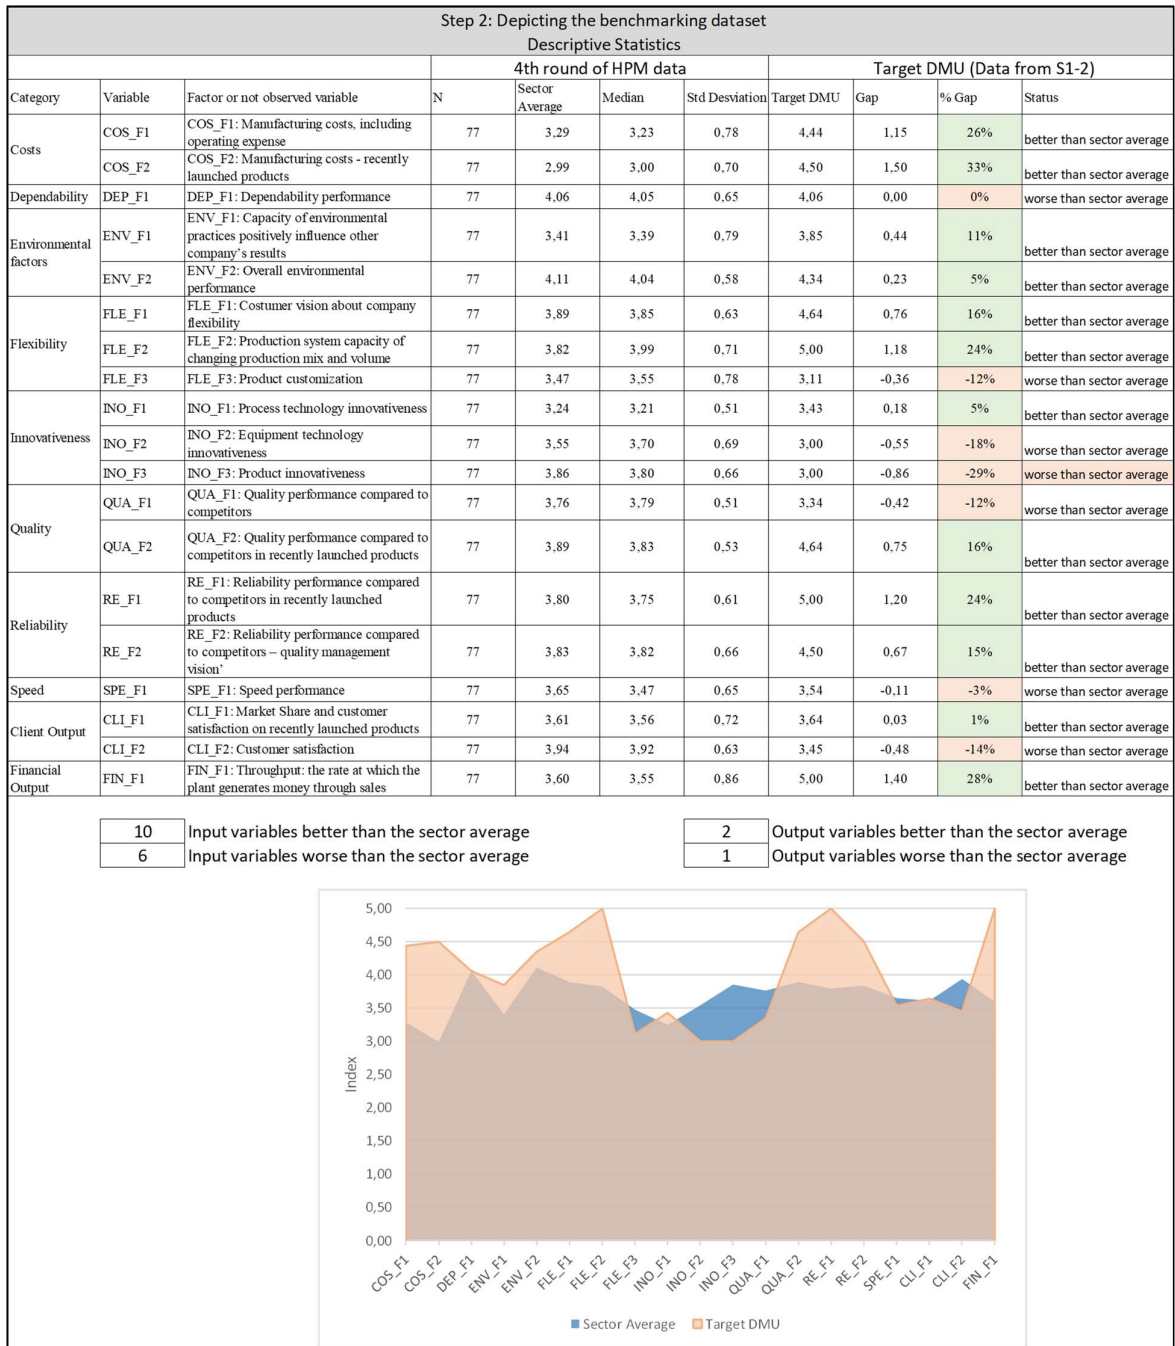 Step 2: Depicting the benchmarking dataset
Descriptive Statistics
4th round of HPM data Target DMU (Data from S1-2)
Category Variable Factor or not observed variable N Sector Average Median Std Desviation Target DMU Gap % Gap Status
Costs
COS_F1 COS_F1: Manufacturing costs, including operating expense 77 3,29 3,23 0,78 4,44 1,15 26% better than sector average
COS_F2 COS_F2: Manufacturing costs - recently launched products 77 2,99 3,00 0,70 4,50 1,50 33% better than sector average
Dependability DEP_F1 DEP_F1: Dependability performance 77 4,06 4,05 0,65 4,06 0,00 0% worse than sector average
Environmental factors
ENV_F1 ENV_F1: Capacity of environmental practices positively influence other company's results 77 3,41 3,39 0,79 3,85 0,44 11% better than sector average
ENV_F2 ENV_F2: Overall environmental performance 77 4,11 4,04 0,58 4,34 0,23 5% better than sector average
Flexibility
FLE_F1 FLE_F1: Costumer vision about company flexibility 77 3,89 3,85 0,63 4,64 0,76 16% better than sector average
FLE_F2 FLE_F2: Production system capacity of changing production mix and volume 77 3,82 3,99 0,71 5,00 1,18 24% better than sector average
FLE_F3 FLE_F3: Product customization 77 3,47 3,55 0,78 3,11 -0,36 -12% worse than sector average
Innovativeness
INO_F1 INO_F1: Process technology innovativeness 77 3,24 3,21 0,51 3,43 0,18 5% better than sector average
INO_F2 INO_F2: Equipment technology innovativeness 77 3,55 3,70 0,69 3,00 -0,55 -18% worse than sector average
INO_F3 INO_F3: Product innovativeness 77 3,86 3,80 0,66 3,00 -0,86 -29% worse than sector average
Quality
QUA_F1 QUA_F1: Quality performance compared to competitors 77 3,76 3,79 0,51 3,34 -0,42 -12% worse than sector average
QUA_F2 QUA_F2: Quality performance compared to competitors in recently launched products 77 3,89 3,83 0,53 4,64 0,75 16% better than sector average
Reliability
RE_F1 RE_F1: Reliability performance compared to competitors in recently launched products 77 3,80 3,75 0,61 5,00 1,20 24% better than sector average
RE_F2 RE_F2: Reliability performance compared to competitors – quality management vision’ 77 3,83 3,82 0,66 4,50 0,67 15% better than sector average
Speed SPE_F1 SPE_F1: Speed performance 77 3,65 3,47 0,65 3,54 -0,11 -3% worse than sector average
Client Output
CLI_F1 CLI_F1: Market Share and customer satisfaction on recently launched products 77 3,61 3,56 0,72 3,64 0,03 1% better than sector average
CLI_F2 CLI_F2: Customer satisfaction 77 3,94 3,92 0,63 3,45 -0,48 -14% worse than sector average
Financial Output FIN_F1 FIN_F1: Throughput: the rate at which the plant generates money through sales 77 3,60 3,55 0,86 5,00 1,40 28% better than sector average
10 Input variables better than the sector average 2 Output variables better than the sector average
6 Input variables worse than the sector average 1 Output variables worse than the sector average
5,00
4,50
4,00
3,50
3,00
2,50
2,00
1,50
1,00
0,50
0,00
Index
COS_F1 COS_F2 DEP_F1 ENV_F1 ENV_F2 FLE_F1 FLE_F2 FLE_F3 INO_F1 INO_F2 INO_F3 QUA_F1 QUA_F2 RE_F1 RE_F2 SPE_F1 CLI_F1 CLI_F2 FIN_F1
Sector Average Target DMU